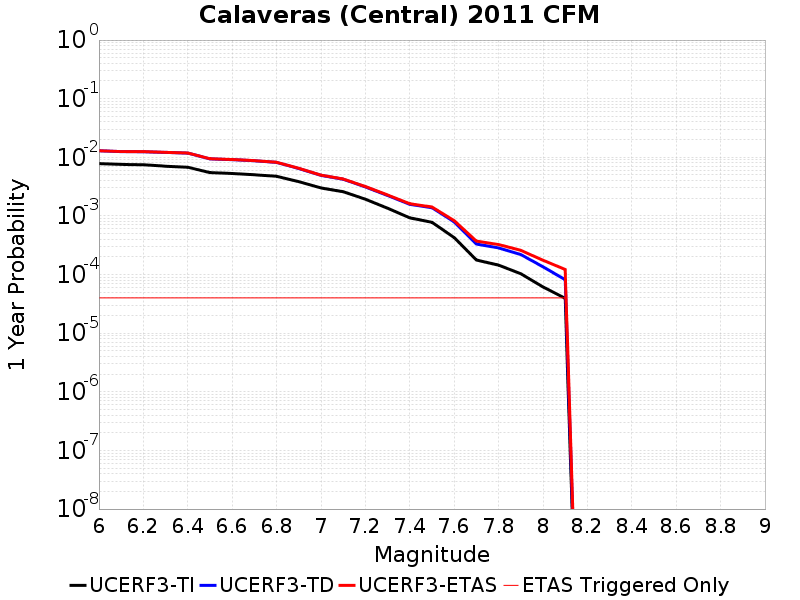 Calaveras (Central) 2011 CFM
10^0
10^-1
10^-2
10^-3
10^-4
10^-5
10^-6
10^-7
10^-8
1 Year Probability
6 6.2 6.4 6.6 6.8 7 7.2 7.4 7.6 7.8 8 8.2 8.4 8.6 8.8 9
Magnitude
UCERF3-TI UCERF3-TD UCERF3-ETAS ETAS Triggered Only